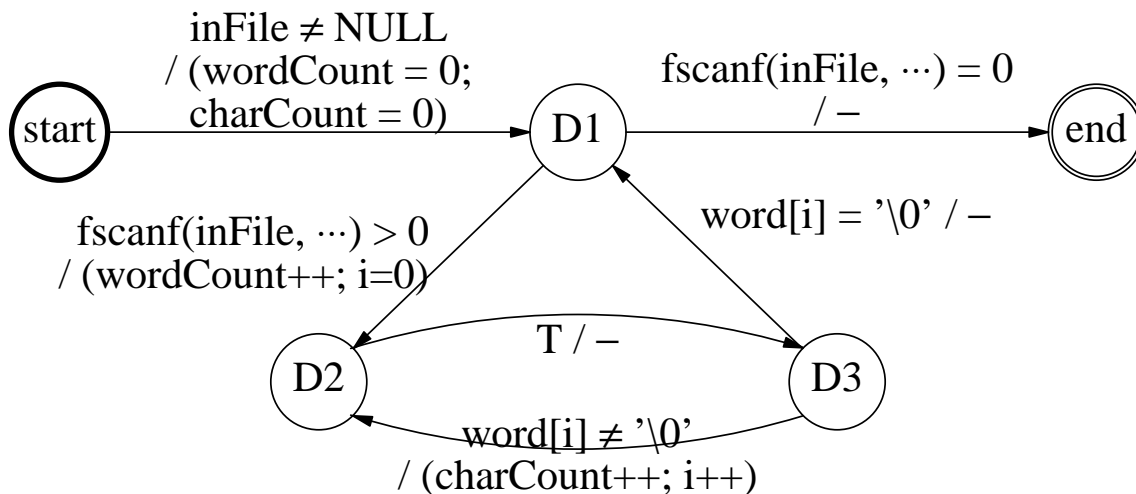 inFile ≠ NULL
/ (wordCount = 0;
charCount = 0)
fscanf(inFile, ···) = 0
/ −
start
D1
end
word[i] = '\0' / −
fscanf(inFile, ···) > 0
/ (wordCount++; i=0)
T / −
D2
D3
word[i] ≠ '\0'
/ (charCount++; i++)